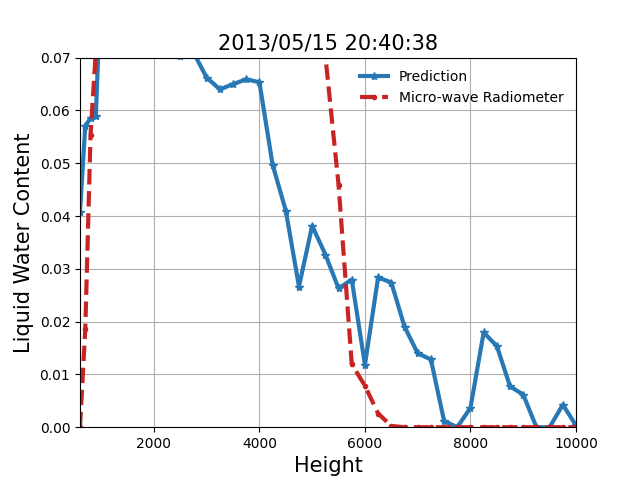 2013/05/15 20:40:38
Prediction
Micro-wave Radiometer
Liquid Water Content
0.07
0.06
0.05
0.04
0.03
0.02
0.01
0.00
2000 4000 6000 8000 10000
Height